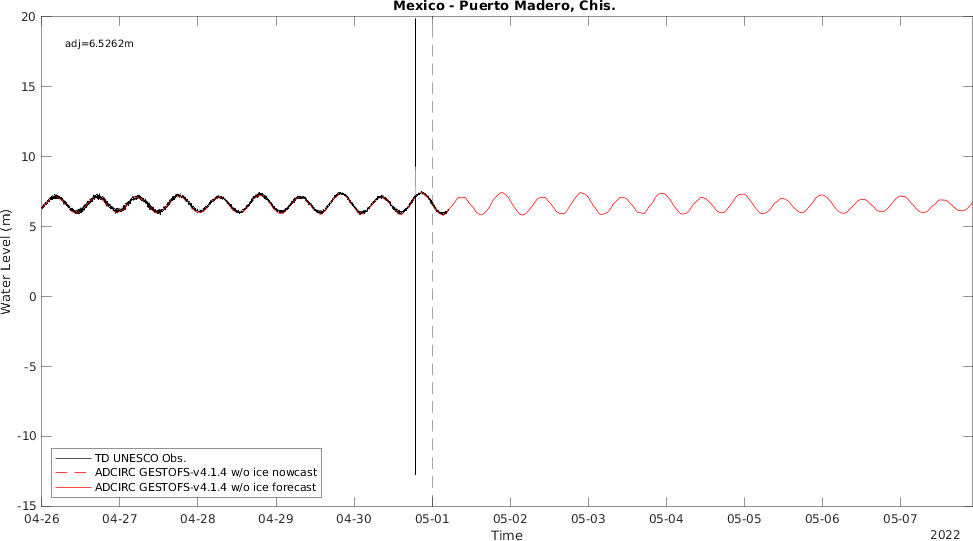 Mexico - Puerto Madero, Chis.
20
adj=6.5262m
15
10
5
0
-5
-10
-15
Water Level (m)
TD UNESCO Obs.
ADCIRC GESTOFS-v4.1.4 w/o ice nowcast
ADCIRC GESTOFS-v4.1.4 w/o ice forecast
04-26 04-27 04-28 04-29 04-30 05-01 05-02 05-03 05-04 05-05 05-06 05-07
Time
2022